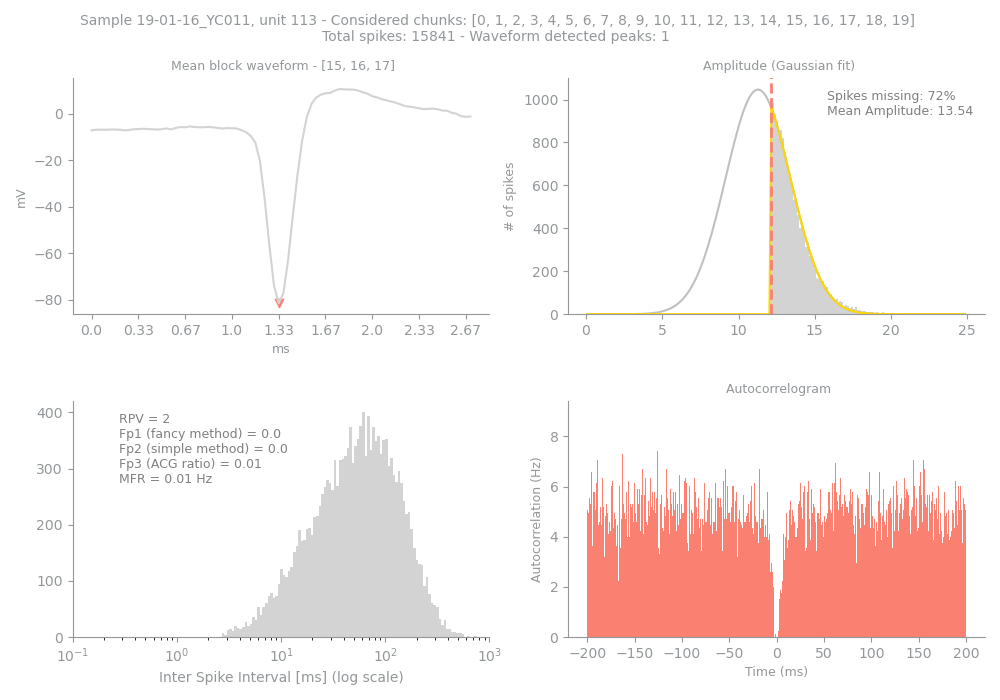 Sample 19-01-16_YC011, unit 113 - Considered chunks: [0, 1, 2, 3, 4, 5, 6, 7, 8, 9, 10, 11, 12, 13, 14, 15, 16, 17, 18, 19]
Total spikes: 15841 - Waveform detected peaks: 1
Mean block waveform - [15, 16, 17]
0
−20
−40
−60
−80
mV
0.0 0.33 0.67 1.0 1.33 1.67 2.0 2.33 2.67
ms
Amplitude (Gaussian fit)
Spikes missing: 72%
Mean Amplitude: 13.54
1000
800
600
400
200
0
# of spikes
0 5 10 15 20 25
RPV = 2
Fp1 (fancy method) = 0.0
Fp2 (simple method) = 0.0
Fp3 (ACG ratio) = 0.01
MFR = 0.01 Hz
400
300
200
100
0
10⁻¹ 10⁰ 10¹ 10² 10³
Inter Spike Interval [ms] (log scale)
Autocorrelogram
8
6
4
2
0
Autocorrelation (Hz)
−200 −150 −100 −50 0 50 100 150 200
Time (ms)